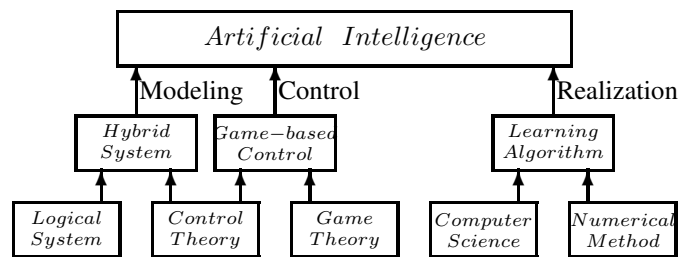 Artificial Intelligence
Modeling Control Realization
Hybrid System
Game-based Control
Learning Algorithm
Logical System
Control Theory
Game Theory
Computer Science
Numerical Method